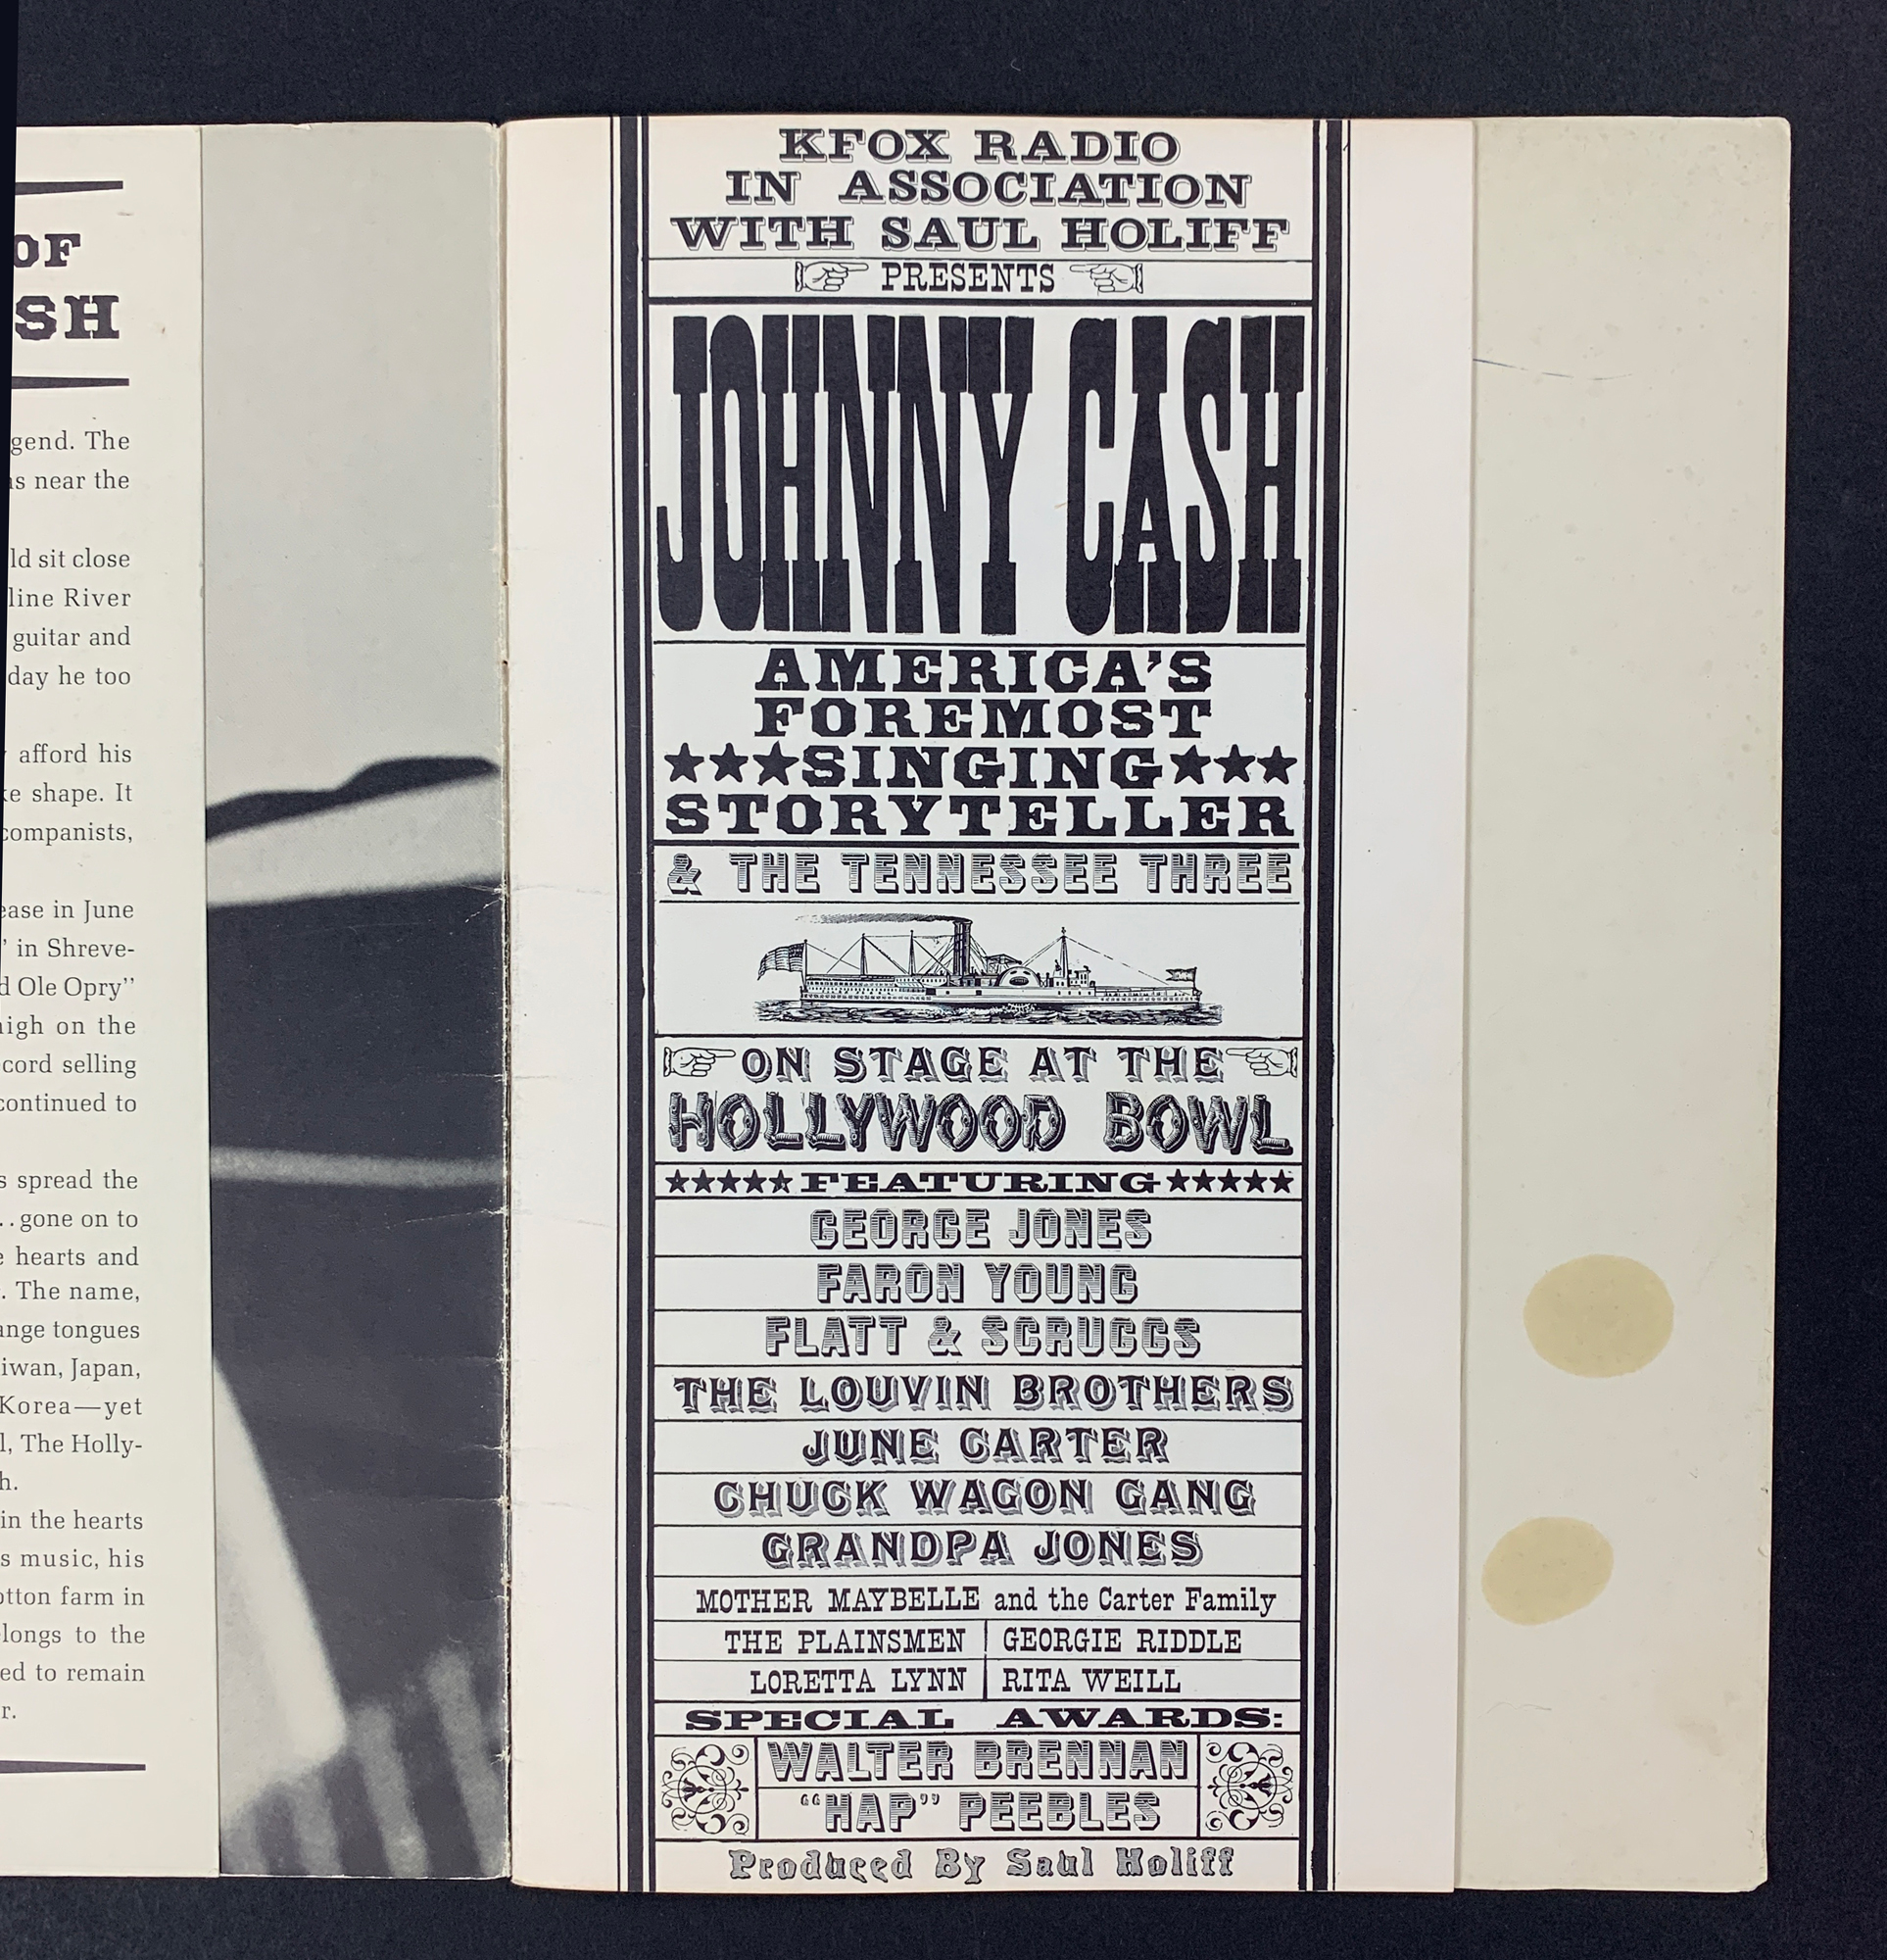 OF
SH
gend. The
s near the
ld sit close
line River
guitar and
day he too
afford his
ke shape. It
companists,
ease in June
” in Shreve-
d Ole Opry”
high on the
cord selling
continued to
s spread the
. . gone on to
e hearts and
. The name,
ange tongues
iwan, Japan,
Korea—yet
l, The Holly-
h.
in the hearts
s music, his
otton farm in
longs to the
ed to remain
r.
KFOX RADIO
IN ASSOCIATION
WITH SAUL HOLIFF
PRESENTS
JOHNNY CASH
AMERICA’S
FOREMOST
★★★SINGING★★★
STORYTELLER
& THE TENNESSEE THREE
ON STAGE AT THE
HOLLYWOOD BOWL
★★★★★FEATURING★★★★★
GEORGE JONES
FARON YOUNG
FLATT & SCRUGGS
THE LOUVIN BROTHERS
JUNE CARTER
CHUCK WAGON GANG
GRANDPA JONES
MOTHER MAYBELLE and the Carter Family
THE PLAINSMEN | GEORGIE RIDDLE
LORETTA LYNN | RITA WEILL
SPECIAL AWARDS:
WALTER BRENNAN
“HAP” PEEBLES
Produced By Saul Holiff